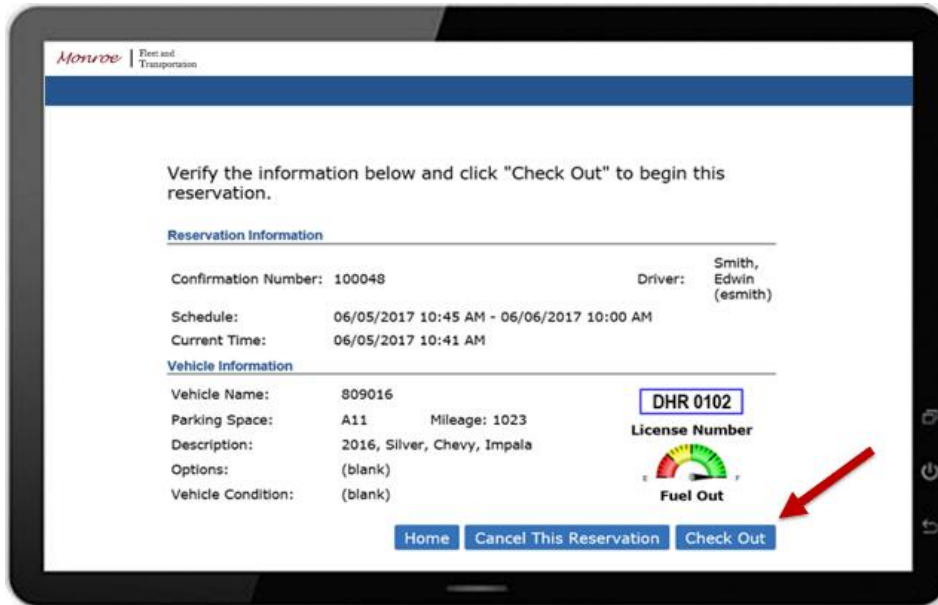 Monroe
Fleet and
Transportation
Verify the information below and click "Check Out" to begin this
reservation.
Reservation Information
Confirmation Number: 100048 Driver: Smith,
Edwin
(esmith)
Schedule: 06/05/2017 10:45 AM - 06/06/2017 10:00 AM
Current Time: 06/05/2017 10:41 AM
Vehicle Information
Vehicle Name: 809016
DHR 0102
Parking Space: A11 Mileage: 1023
License Number
Description: 2016, Silver, Chevy, Impala
Options: (blank)
E F
Vehicle Condition: (blank)
Fuel Out
Home Cancel This Reservation Check Out